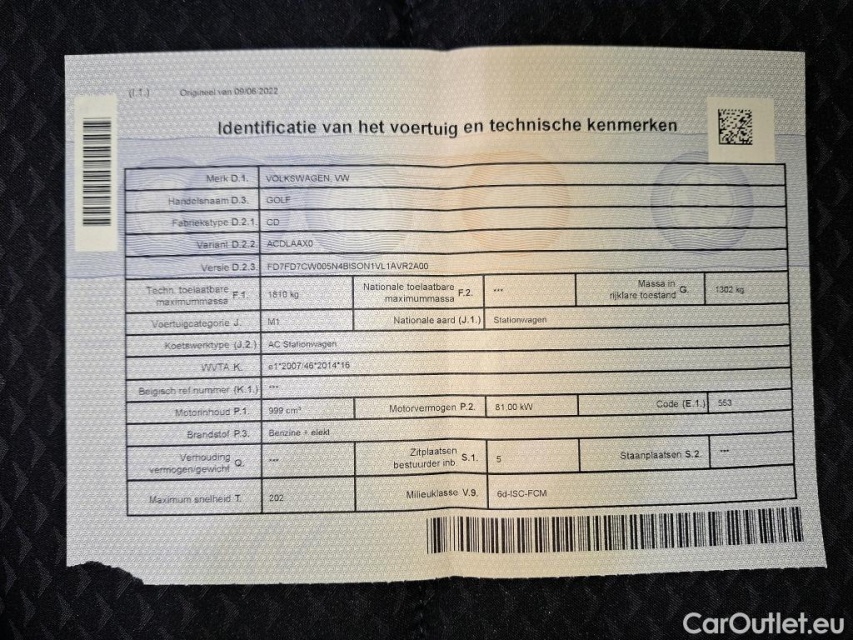 (I.1.) Origineel van 09/06/2022
Identificatie van het voertuig en technische kenmerken
Merk D.1. VOLKSWAGEN, VW
Handelsnaam D.3. GOLF
Fabriekstype D.2.1. CD
Variant D.2.2. ACDLAAX0
Versie D.2.3. FD7FD7CW005N4BISON1VL1AVR2A00
Techn. toelaatbare maximummassa F.1. 1810 kg Nationale toelaatbare maximummassa F.2. *** Massa in rijklare toestand G. 1302 kg
Voertuigcategorie J. M1 Nationale aard (J.1.) Stationwagen
Koetswerktype (J.2.) AC Stationwagen
WVTA K. e1*2007/46*2014*16
Belgisch ref.nummer (K.1.) ***
Motorinhoud P.1. 999 cm³ Motorvermogen P.2. 81,00 kW Code (E.1.) 553
Brandstof P.3. Benzine + elekt
Verhouding vermogen/gewicht Q. *** Zitplaatsen bestuurder inb. S.1. 5 Staanplaatsen S.2. ***
Maximum snelheid T. 202 Milieuklasse V.9. 6d-ISC-FCM
CarOutlet.eu